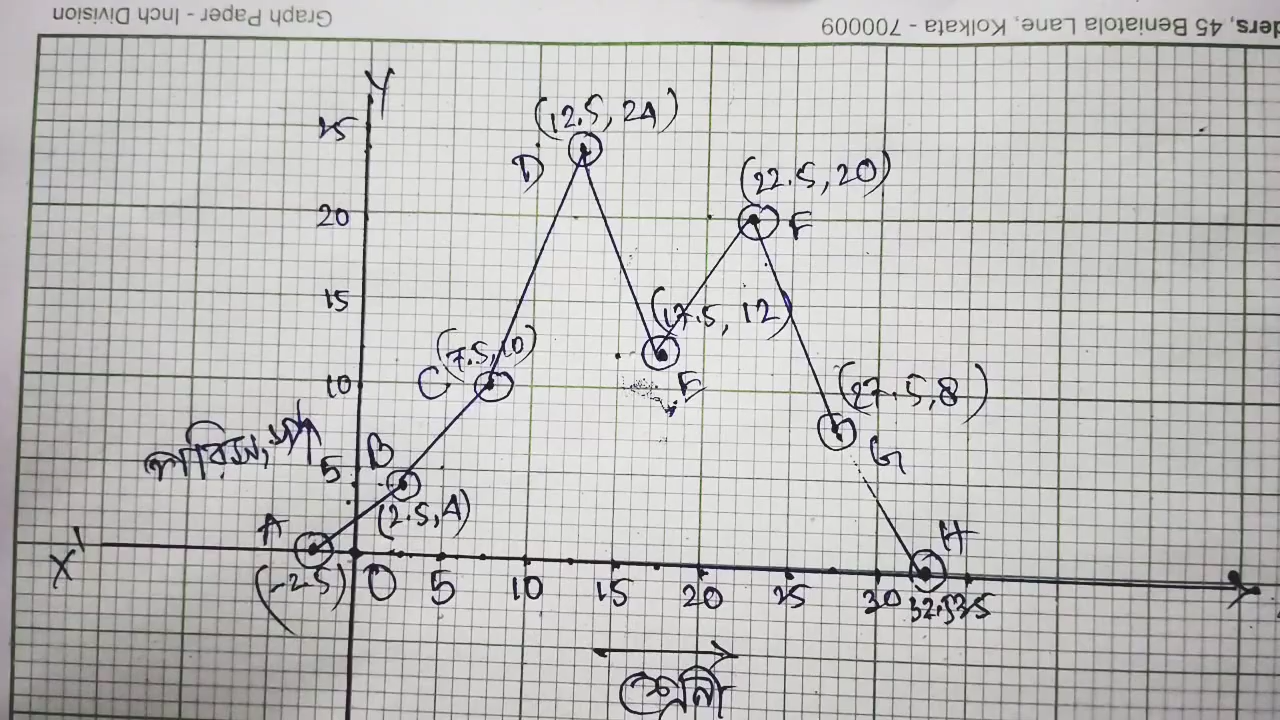 ders, 45 Beniatola Lane, Kolkata - 700009
Graph Paper - Inch Division
Y
25
(12.5, 24)
D
(22.5, 20)
20
F
15
(17.5, 12)
(7.5, 10)
C
10
E
(27.5, 8)
B
5
G
(2.5, 4)
A
H
X'
(-2.5)
0
5
10
15
20
25
30
32.5
35
শ্রেণি